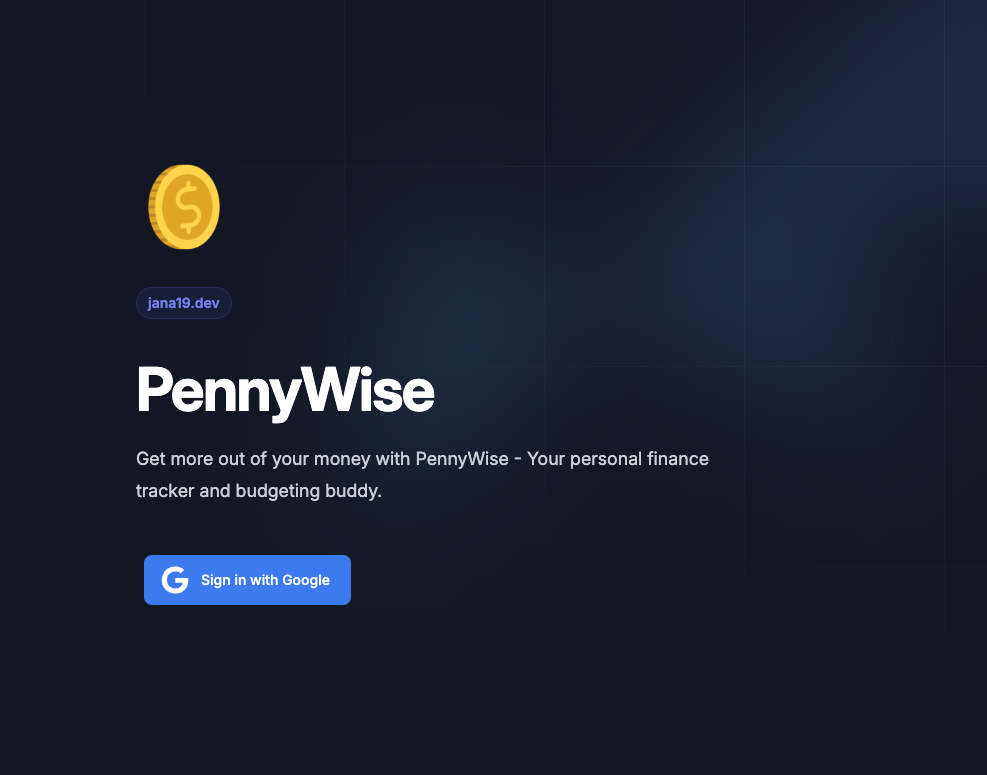 jana19.dev
PennyWise
Get more out of your money with PennyWise - Your personal finance
tracker and budgeting buddy.
Sign in with Google